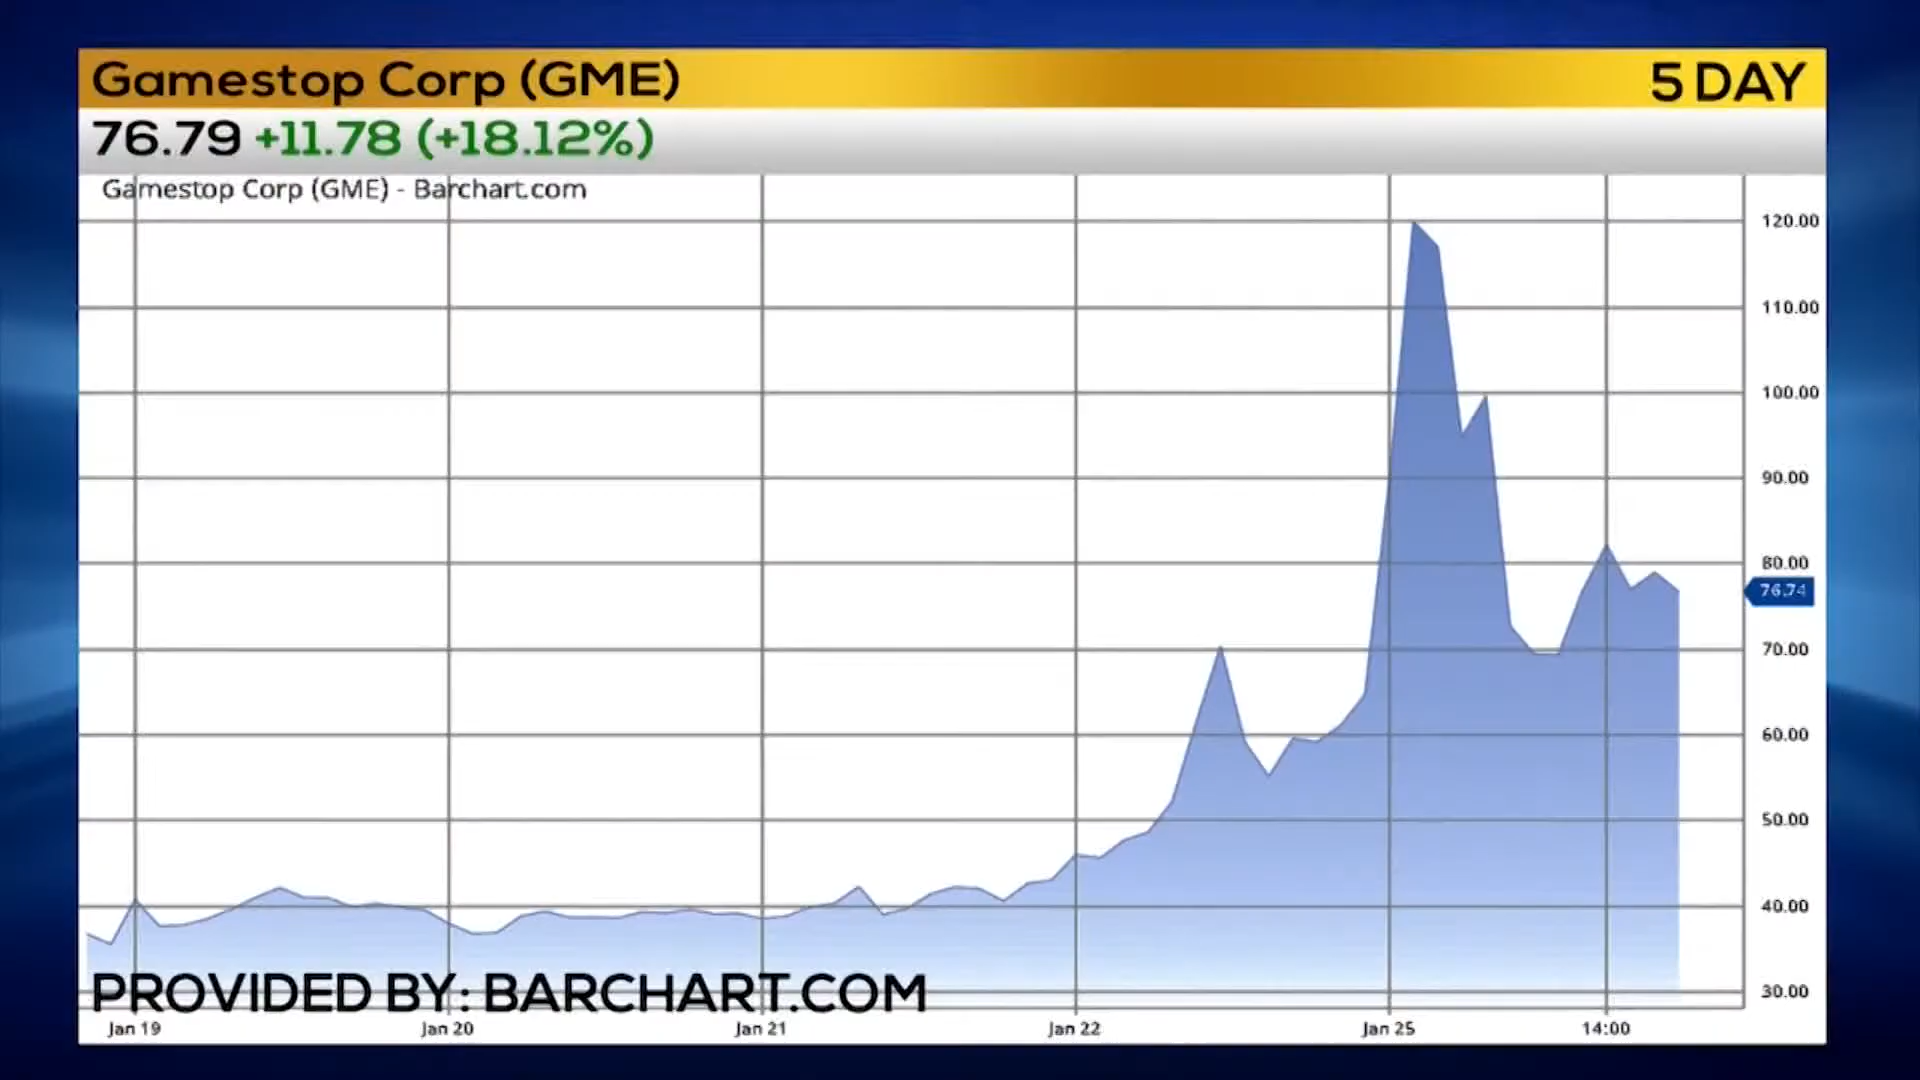 Gamestop Corp (GME) 5 DAY
76.79 +11.78 (+18.12%)
Gamestop Corp (GME) - Barchart.com
120.00
110.00
100.00
90.00
80.00
76.74
70.00
60.00
50.00
40.00
30.00
PROVIDED BY: BARCHART.COM
Jan 19 Jan 20 Jan 21 Jan 22 Jan 25 14:00